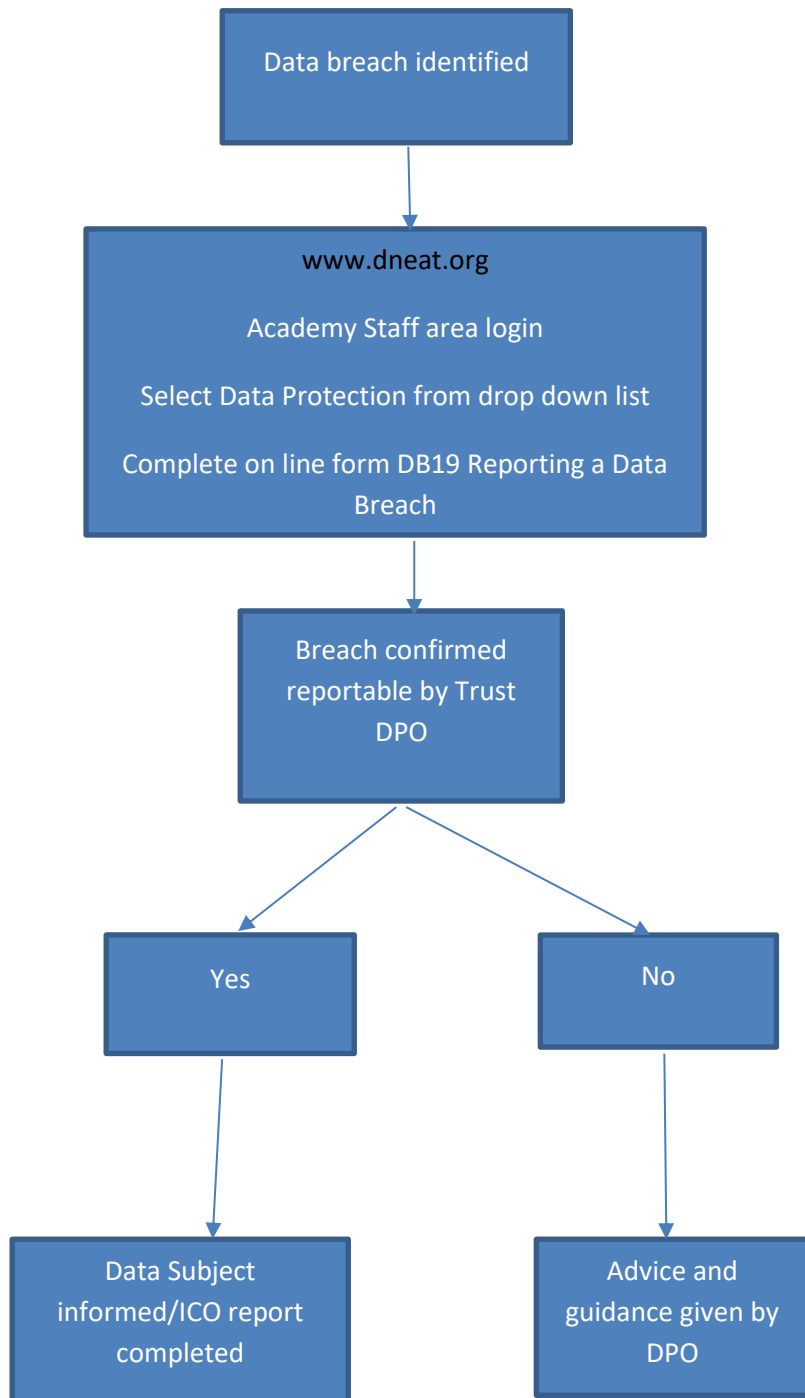 Data breach identified
www.dneat.org
Academy Staff area login
Select Data Protection from drop down list
Complete on line form DB19 Reporting a Data
Breach
Breach confirmed
reportable by Trust
DPO
Yes
No
Data Subject
informed/ICO report
completed
Advice and
guidance given by
DPO